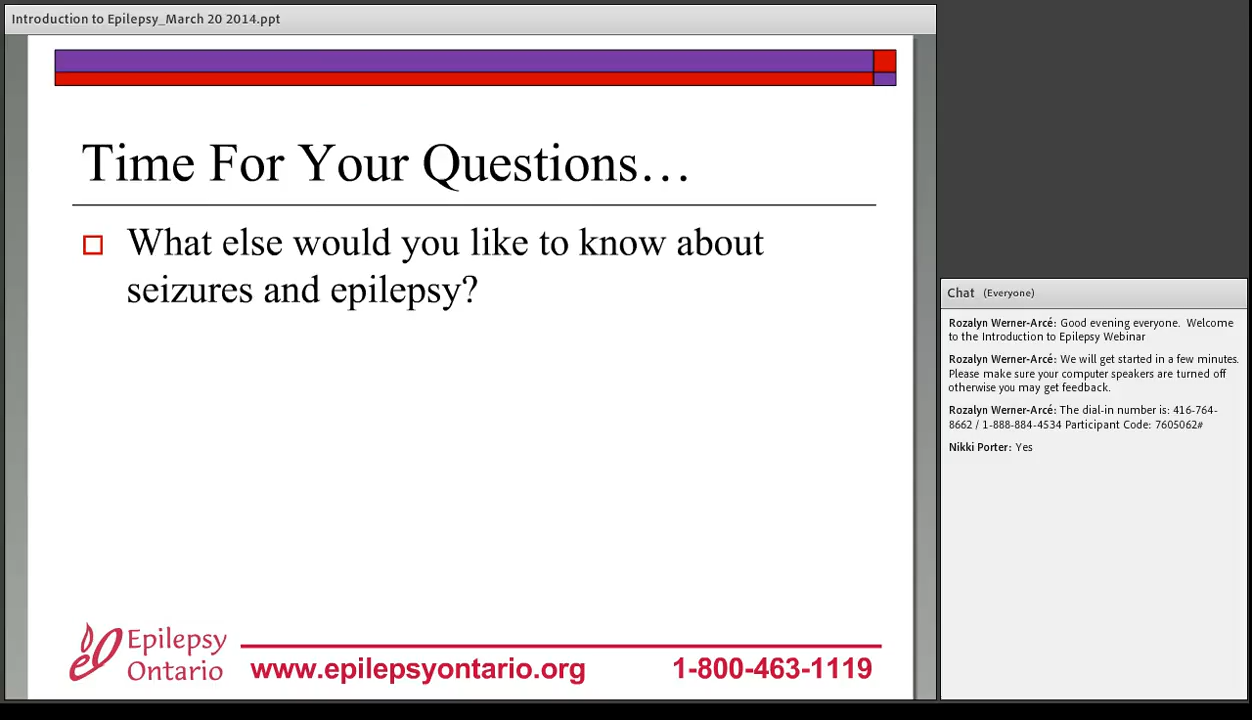 Introduction to Epilepsy_March 20 2014.ppt
Time For Your Questions…
What else would you like to know about
seizures and epilepsy?
Epilepsy
Ontario
www.epilepsyontario.org 1-800-463-1119
Chat (Everyone)
Rozalyn Werner-Arcé: Good evening everyone. Welcome
to the Introduction to Epilepsy Webinar
Rozalyn Werner-Arcé: We will get started in a few minutes.
Please make sure your computer speakers are turned off
otherwise you may get feedback.
Rozalyn Werner-Arcé: The dial-in number is: 416-764-
8662 / 1-888-884-4534 Participant Code: 7605062#
Nikki Porter: Yes